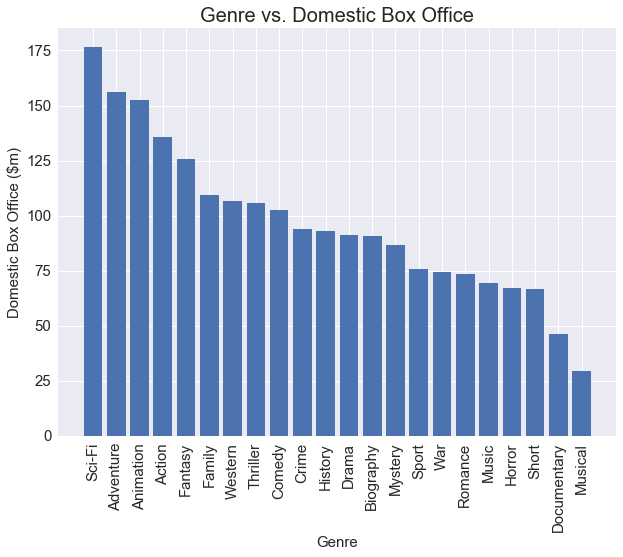 Genre vs. Domestic Box Office
Domestic Box Office ($m)
175
150
125
100
75
50
25
0
Sci-Fi
Adventure
Animation
Action
Fantasy
Family
Western
Thriller
Comedy
Crime
History
Drama
Biography
Mystery
Sport
War
Romance
Music
Horror
Short
Documentary
Musical
Genre